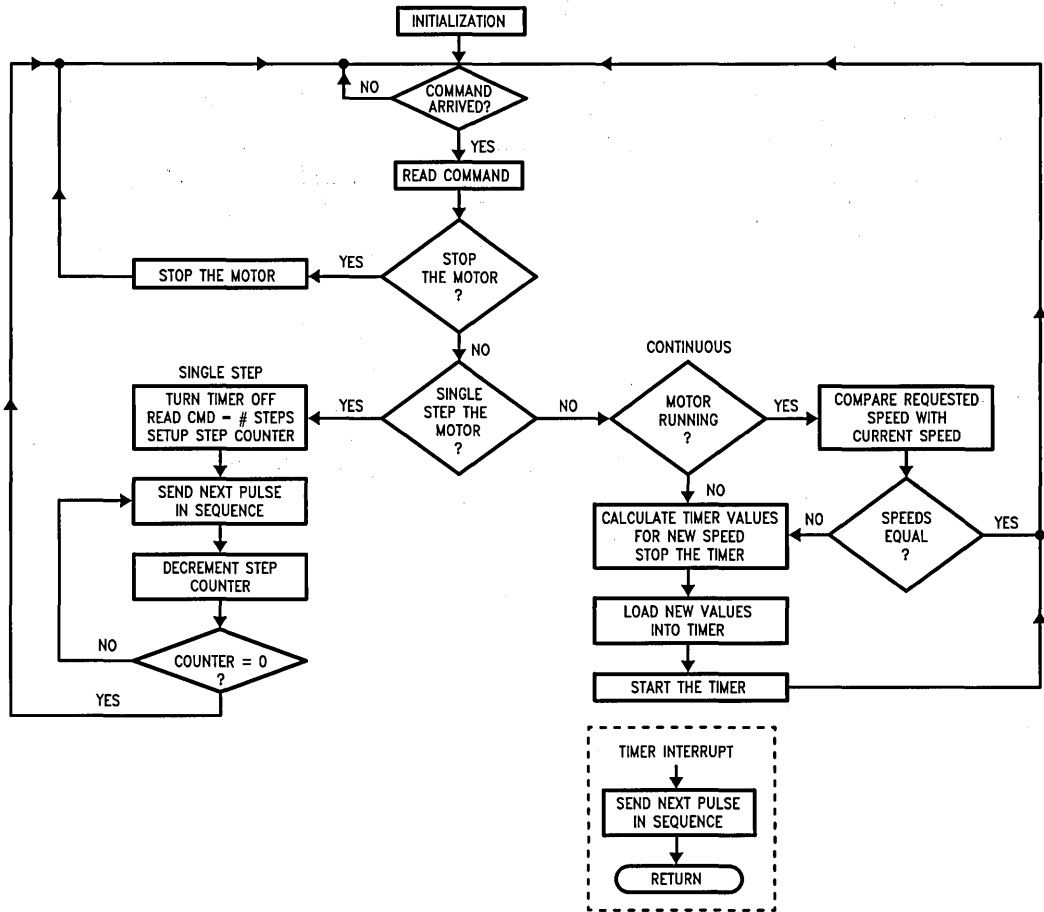 INITIALIZATION
COMMAND
ARRIVED?
NO
YES
READ COMMAND
STOP
THE MOTOR
?
YES
STOP THE MOTOR
NO
SINGLE
STEP THE
MOTOR
?
YES
SINGLE STEP
TURN TIMER OFF
READ CMD - # STEPS
SETUP STEP COUNTER
SEND NEXT PULSE
IN SEQUENCE
DECREMENT STEP
COUNTER
COUNTER = 0
?
NO
YES
NO
CONTINUOUS
MOTOR
RUNNING
?
YES
COMPARE REQUESTED
SPEED WITH
CURRENT SPEED
SPEEDS
EQUAL
?
YES
NO
NO
CALCULATE TIMER VALUES
FOR NEW SPEED
STOP THE TIMER
LOAD NEW VALUES
INTO TIMER
START THE TIMER
TIMER INTERRUPT
SEND NEXT PULSE
IN SEQUENCE
RETURN